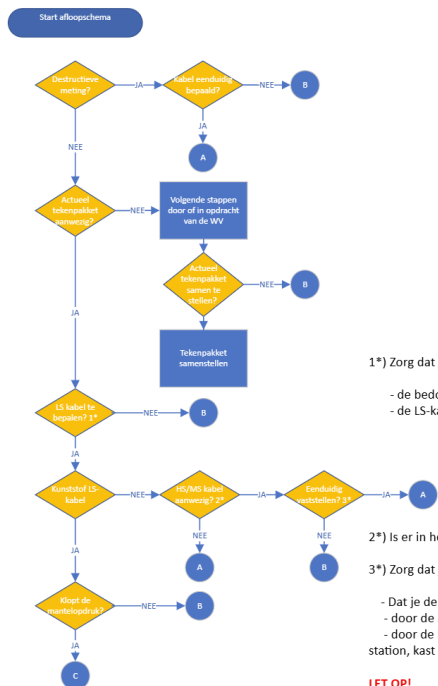 Start afloopschema
Destructieve
meting?
JA
Kabel eenduidig
bepaald?
NEE
B
JA
A
NEE
Actueel
tekenpakket
aanwezig?
NEE
Volgende stappen
door of in opdracht
van de WV
Actueel
tekenpakket
samen te
stellen?
NEE
B
JA
Tekenpakket
samenstellen
JA
LS kabel te
bepalen? 1*
NEE
B
JA
Kunststof LS-
kabel
NEE
HS/MS kabel
aanwezig? 2*
JA
Eenduidig
vaststellen? 3*
JA
A
NEE
A
NEE
B
JA
Klopt de
mantelopdruk?
NEE
B
JA
C
1*) Zorg dat
- de bedo
- de LS-ka
2*) Is er in he
3*) Zorg dat
- Dat je de
- door de
- door de
station, kast
LET OP!